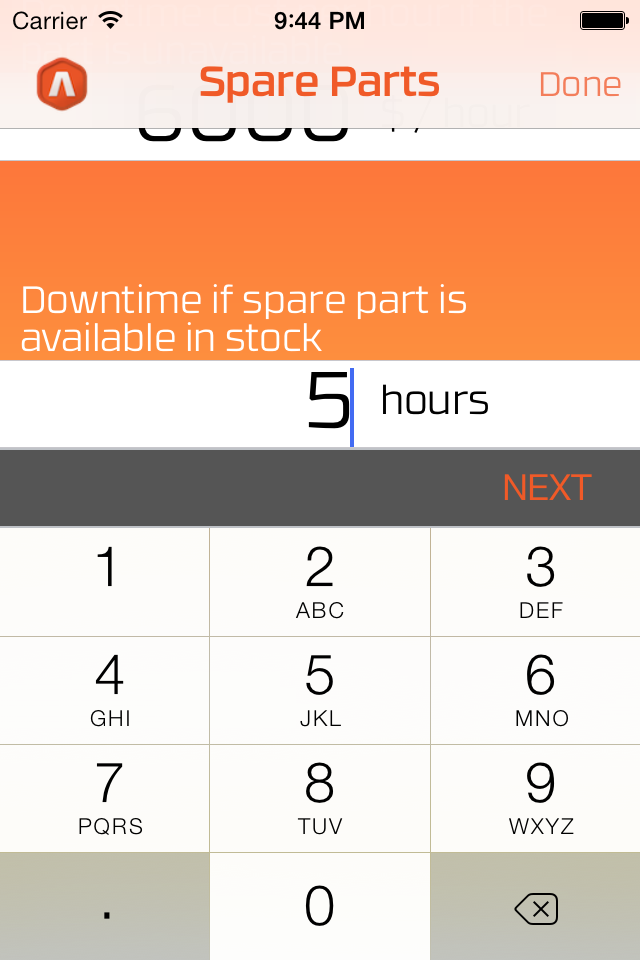 Carrier 9:44 PM
Spare Parts Done
6000 $ / hour
Downtime if spare part is
available in stock
5 hours
NEXT
1 2 3
ABC DEF
4 5 6
GHI JKL MNO
7 8 9
PQRS TUV WXYZ
. 0